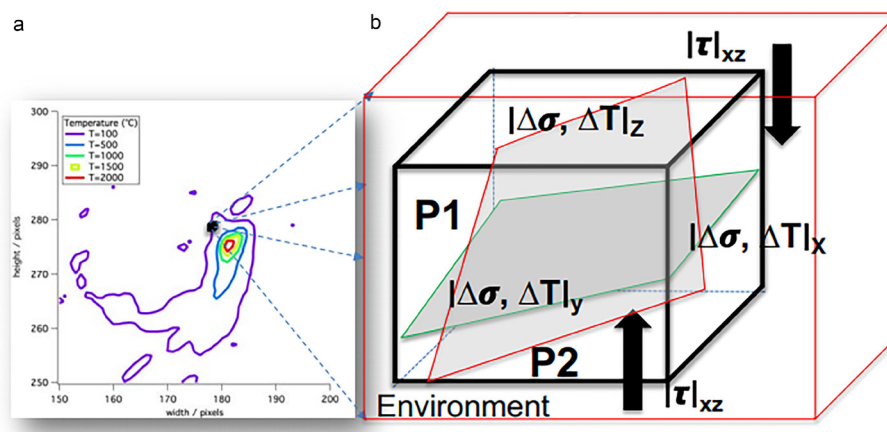 a
b
300
290
280
270
260
250
height / pixels
Temperature (°C)
T=100
T=500
T=1000
T=1500
T=2000
150
160
170
180
190
200
width / pixels
|τ|xz
|Δσ, ΔT|Z
P1
|Δσ, ΔT|X
|Δσ, ΔT|y
P2
|τ|xz
Environment